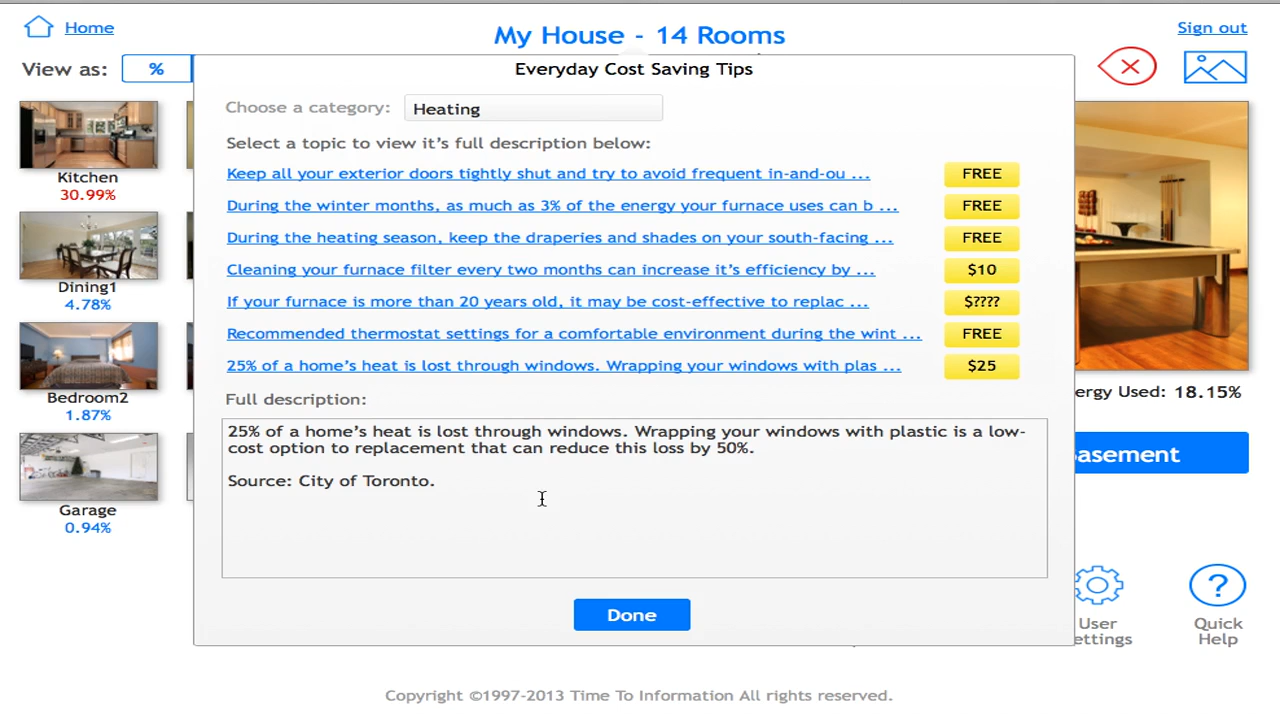 Home
My House - 14 Rooms
Sign out
View as:
%
Everyday Cost Saving Tips
Choose a category:
Heating
Select a topic to view it's full description below:
Keep all your exterior doors tightly shut and try to avoid frequent in-and-ou ...
FREE
During the winter months, as much as 3% of the energy your furnace uses can b ...
FREE
During the heating season, keep the draperies and shades on your south-facing ...
FREE
Cleaning your furnace filter every two months can increase it's efficiency by ...
$10
If your furnace is more than 20 years old, it may be cost-effective to replac ...
$????
Recommended thermostat settings for a comfortable environment during the wint ...
FREE
25% of a home's heat is lost through windows. Wrapping your windows with plas ...
$25
Full description:
25% of a home's heat is lost through windows. Wrapping your windows with plastic is a low-
cost option to replacement that can reduce this loss by 50%.
Source: City of Toronto.
Done
Kitchen
30.99%
Dining1
4.78%
Bedroom2
1.87%
Garage
0.94%
ergy Used: 18.15%
asement
User
ettings
?
Quick
Help
Copyright ©1997-2013 Time To Information All rights reserved.